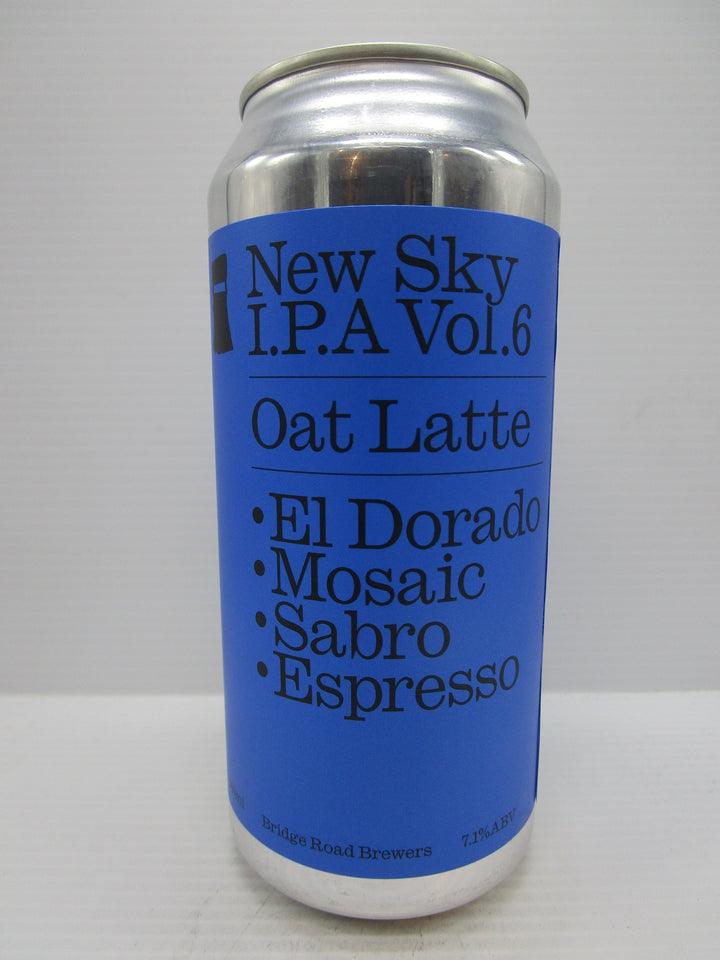 New Sky
I.P.A Vol.6
Oat Latte
•El Dorado
•Mosaic
•Sabro
•Espresso
Bridge Road Brewers 7.1%ABV